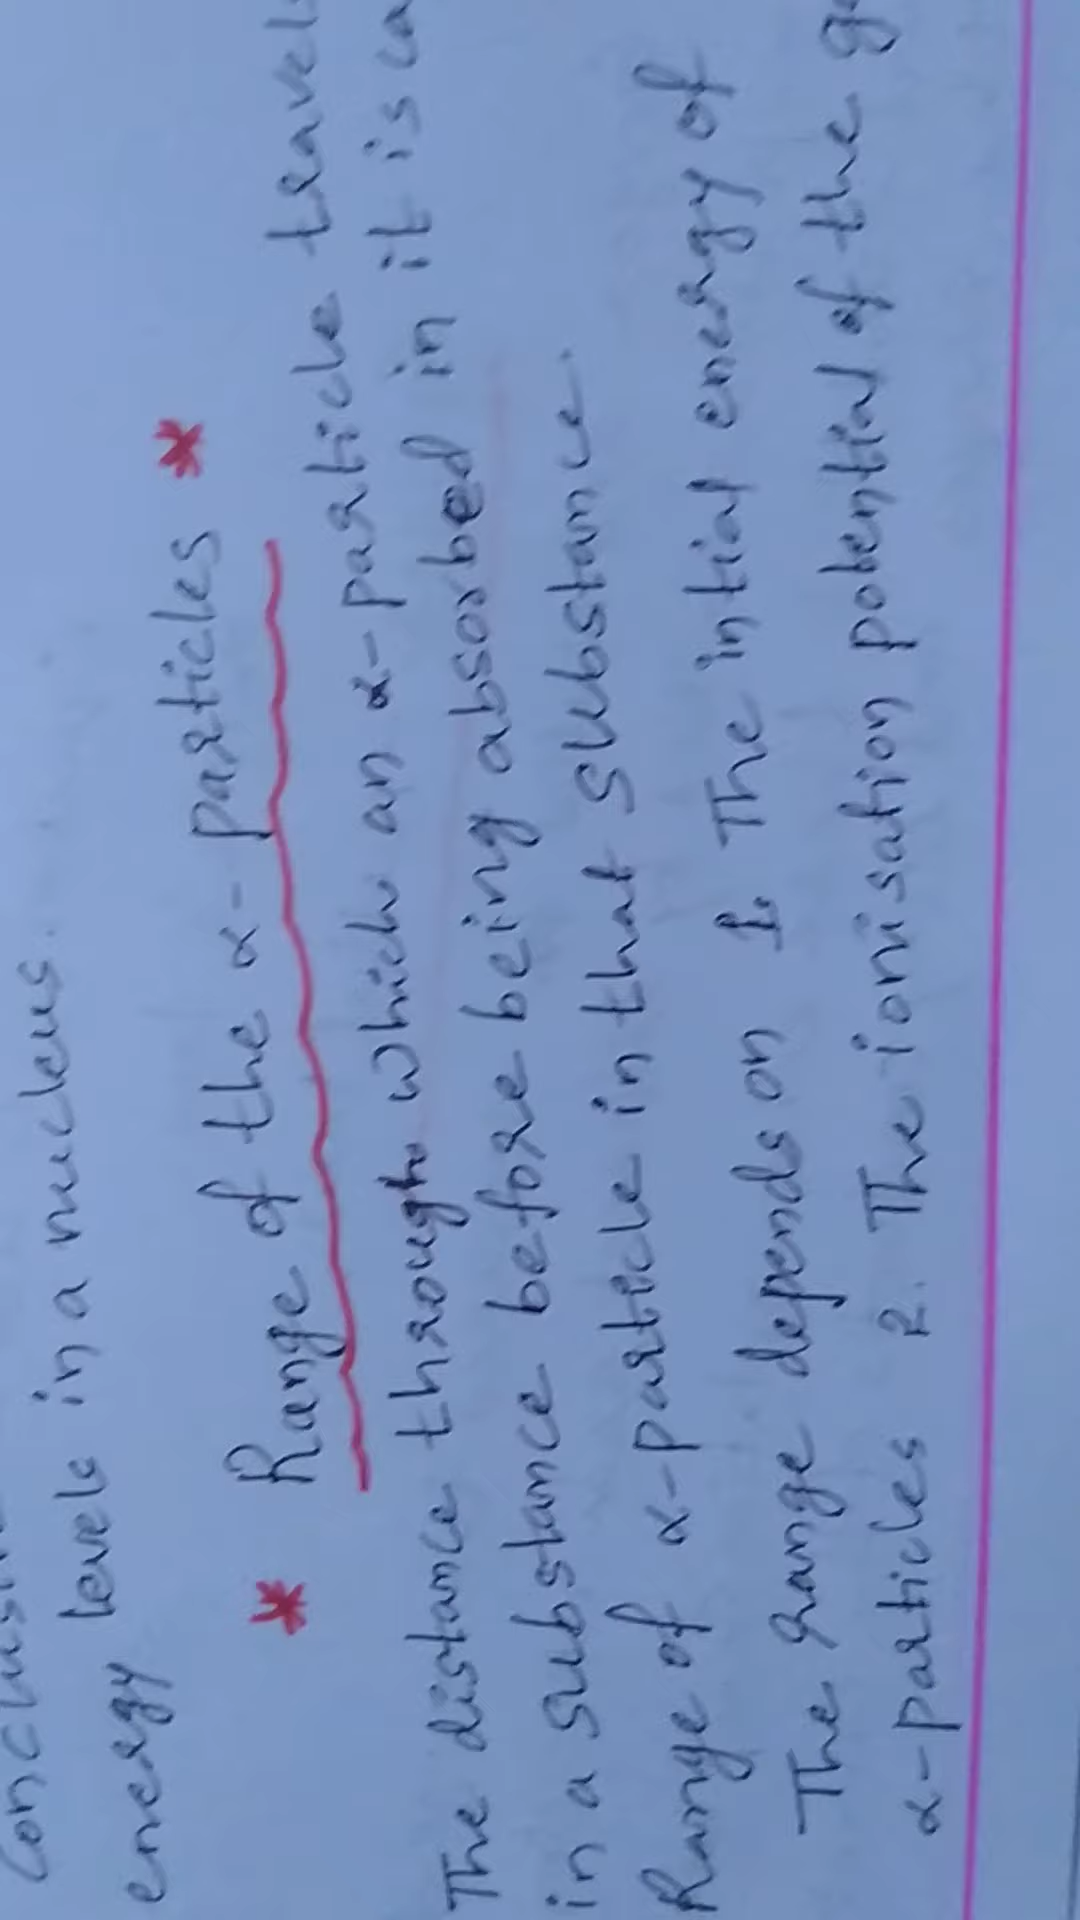 energy levels in a nucleus.
* Range of the α-particles *
The distance through which an α-particle travels
in a substance before being absorbed in it is ca
Range of α-particle in that substance.
The range depends on 1. The intial energy of
α-particles 2. The ionisation potential of the g